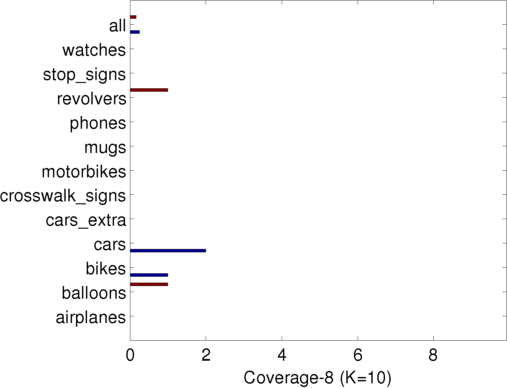 all
watches
stop_signs
revolvers
phones
mugs
motorbikes
crosswalk_signs
cars_extra
cars
bikes
balloons
airplanes
0 2 4 6 8
Coverage-8 (K=10)